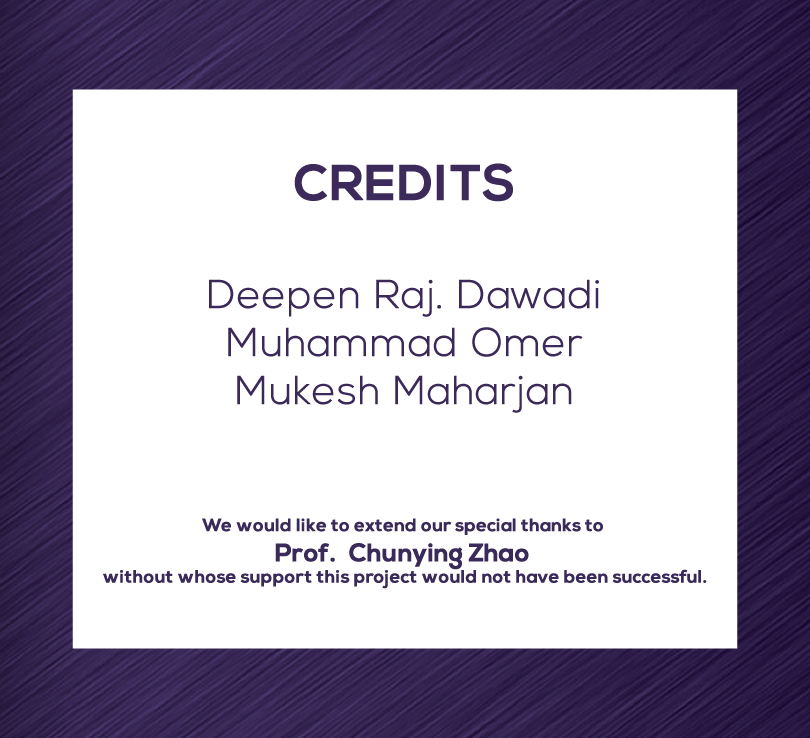 CREDITS
Deepen Raj. Dawadi
Muhammad Omer
Mukesh Maharjan
We would like to extend our special thanks to
Prof. Chunying Zhao
without whose support this project would not have been successful.